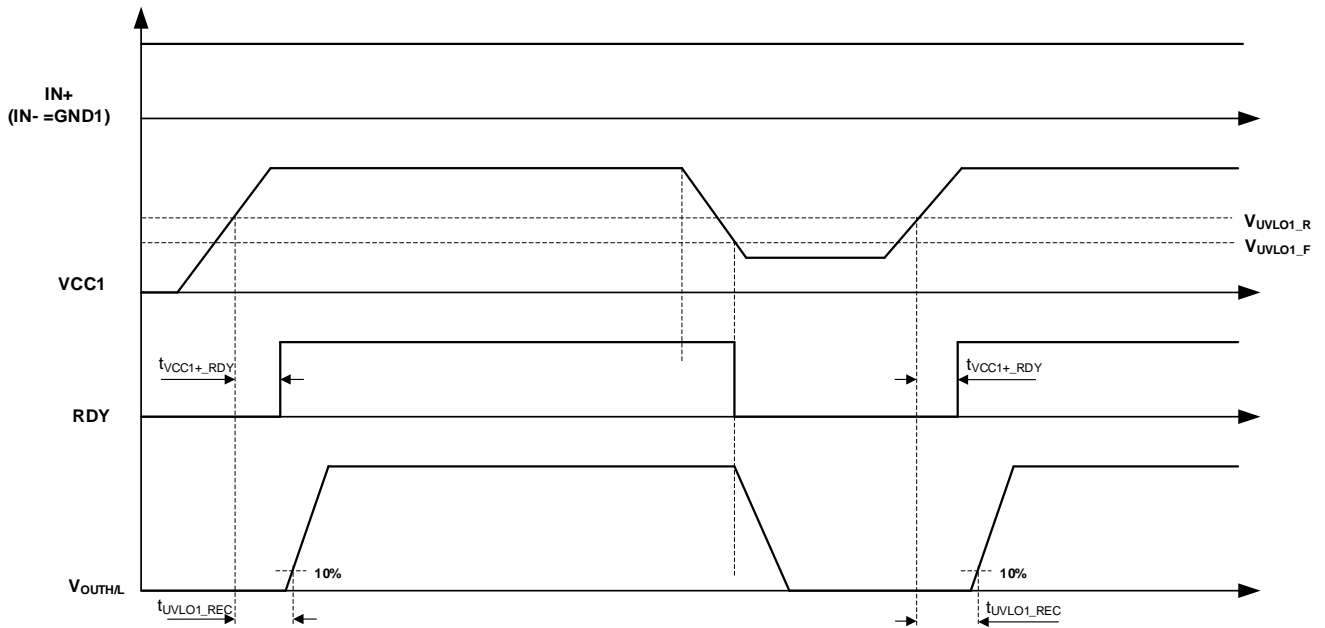 IN+
(IN- =GND1)
VUVLO1_R
VUVLO1_F
VCC1
tVCC1+_RDY
tVCC1+_RDY
RDY
10%
10%
VOUTH/L
tUVLO1_REC
tUVLO1_REC